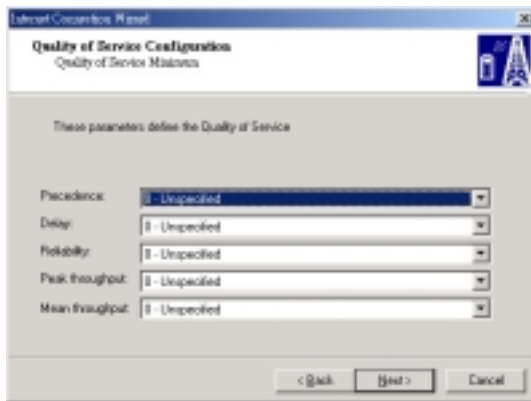 Internet Connection Wizard
Quality of Service Configuration
Quality of Service Minimum
These parameters define the Quality of Service
Precedence: 0 - Unspecified
Delay: 0 - Unspecified
Reliability: 0 - Unspecified
Peak throughput: 0 - Unspecified
Mean throughput: 0 - Unspecified
< Back Next > Cancel